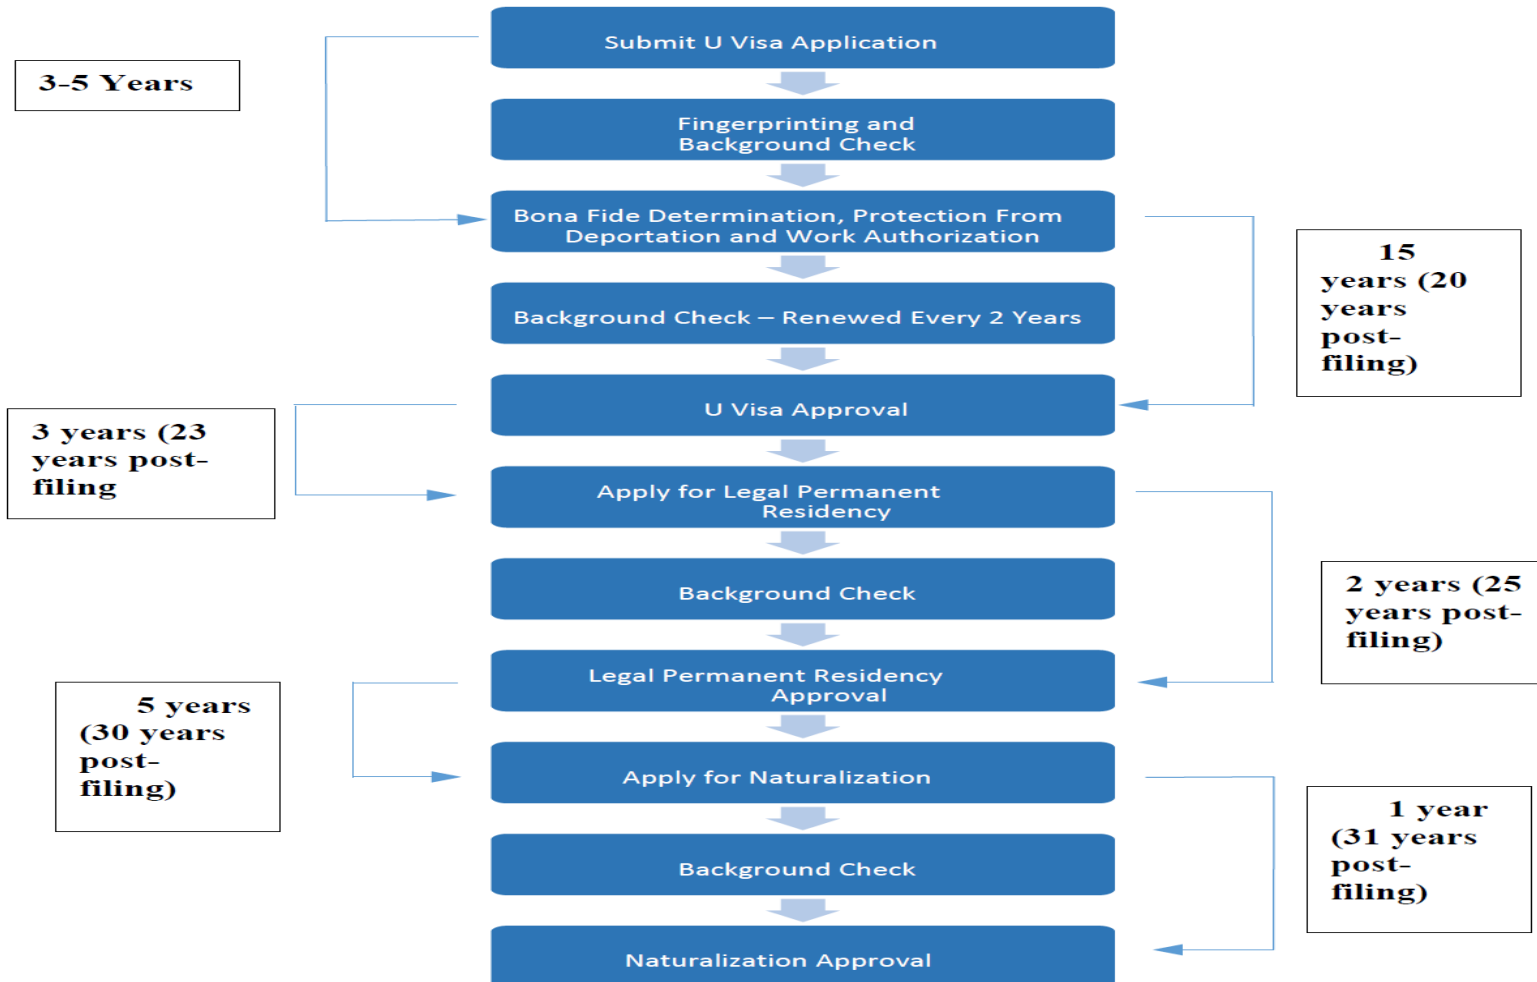 Submit U Visa Application
3-5 Years
Fingerprinting and
Background Check
Bona Fide Determination, Protection From
Deportation and Work Authorization
15
years (20
years
post-
filing)
Background Check – Renewed Every 2 Years
U Visa Approval
3 years (23
years post-
filing
Apply for Legal Permanent
Residency
Background Check
2 years (25
years post-
filing)
Legal Permanent Residency
Approval
5 years
(30 years
post-
filing)
Apply for Naturalization
1 year
(31 years
post-
filing)
Background Check
Naturalization Approval